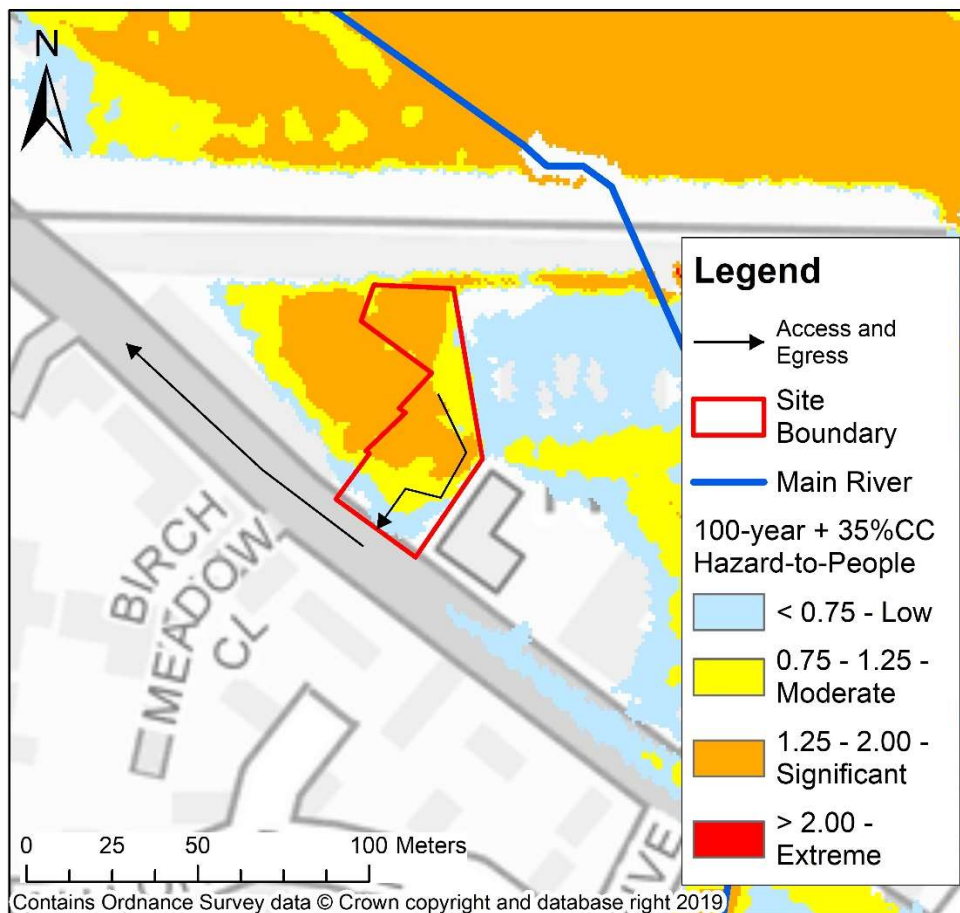 N
Legend
Access and
Egress
Site
Boundary
Main River
100-year + 35%CC
Hazard-to-People
< 0.75 - Low
0.75 - 1.25 -
Moderate
1.25 - 2.00 -
Significant
> 2.00 -
Extreme
BIRCH
MEADOW
CL
0 25 50 100 Meters
Contains Ordnance Survey data © Crown copyright and database right 2019